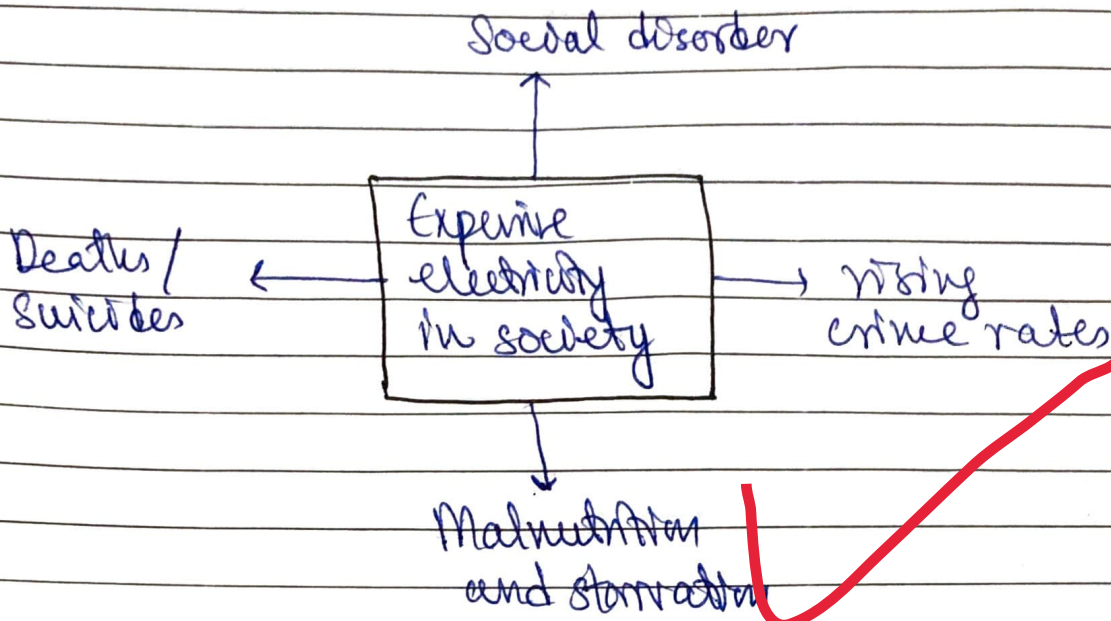 Social disorder
Expensive
electricity
in society
Deaths/
Suicides
rising
crime rates
Malnutrition
and starvation